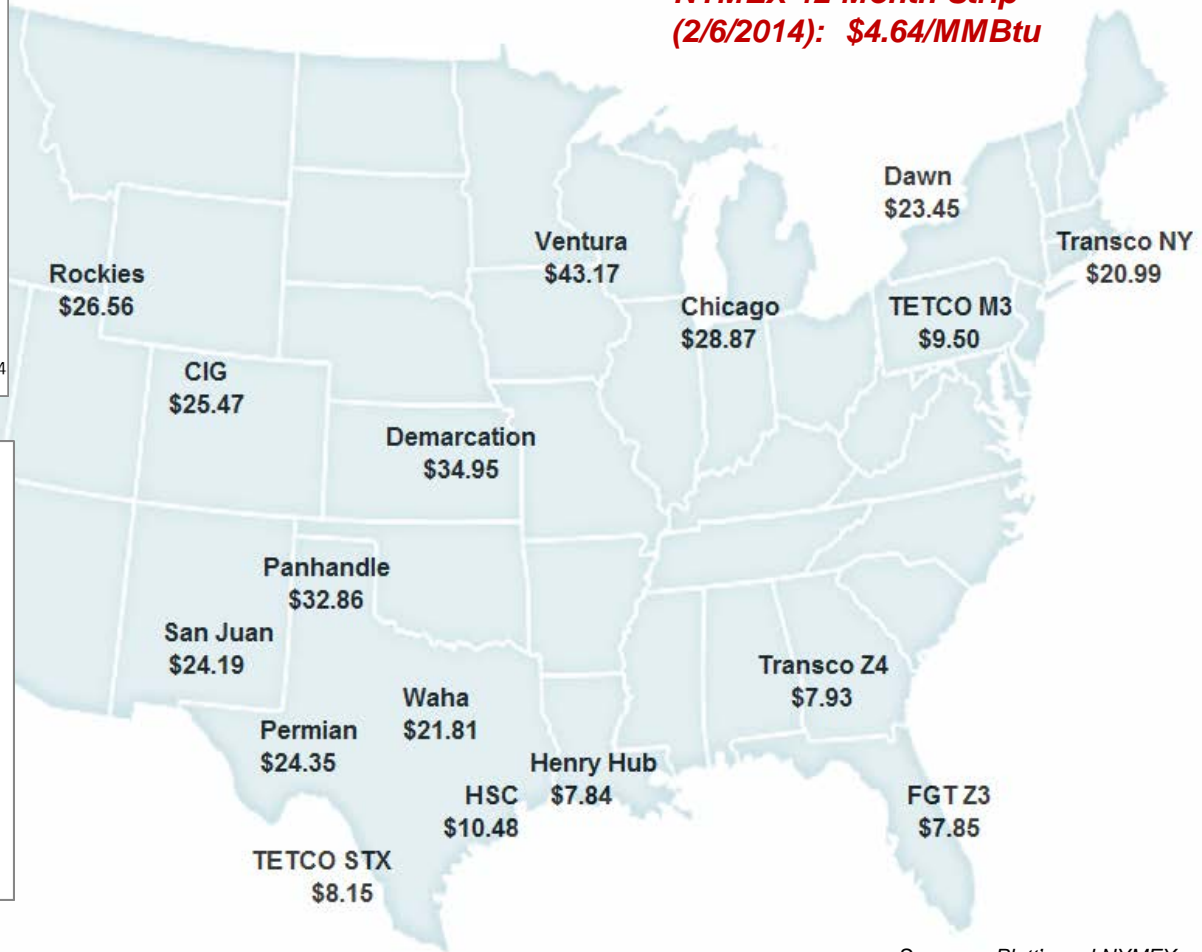 (2/6/2014): $4.64/MMBtu
Dawn
$23.45
Ventura
$43.17
Transco NY
$20.99
Rockies
$26.56
Chicago
$28.87
TETCO M3
$9.50
4
CIG
$25.47
Demarcation
$34.95
Panhandle
$32.86
San Juan
$24.19
Transco Z4
$7.93
Waha
$21.81
Permian
$24.35
Henry Hub
$7.84
HSC
$10.48
FGT Z3
$7.85
TETCO STX
$8.15